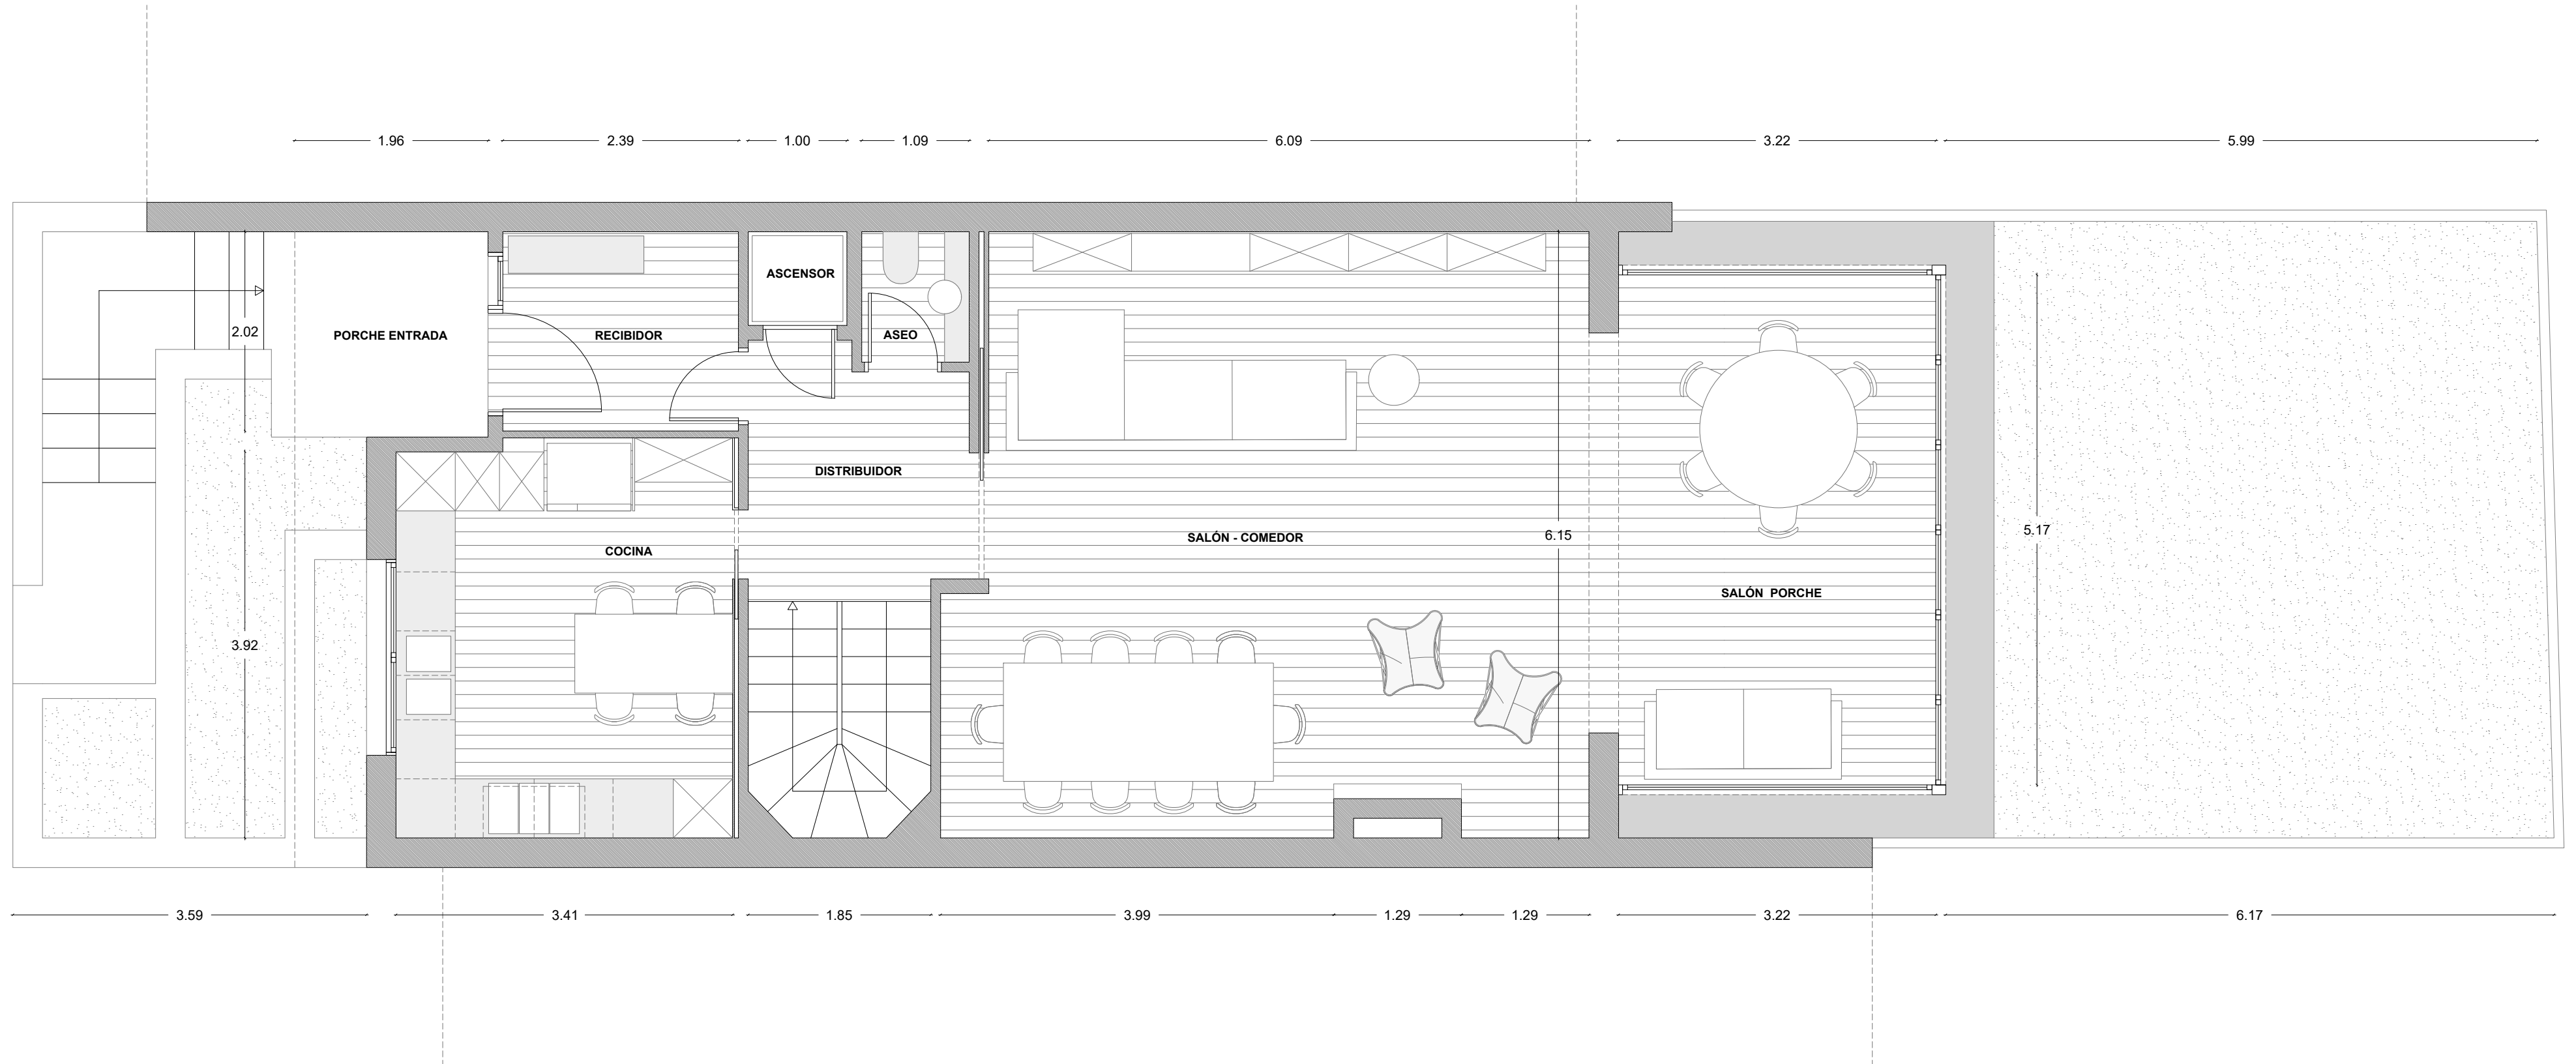 1.96 2.39 1.00 1.09 6.09 3.22 5.99
ASCENSOR
2.02 PORCHE ENTRADA RECIBIDOR ASEO
DISTRIBUIDOR
5.17
SALÓN - COMEDOR 6.15
COCINA
SALÓN  PORCHE
3.92
3.59 3.41 1.85 3.99 1.29 1.29 3.22 6.17